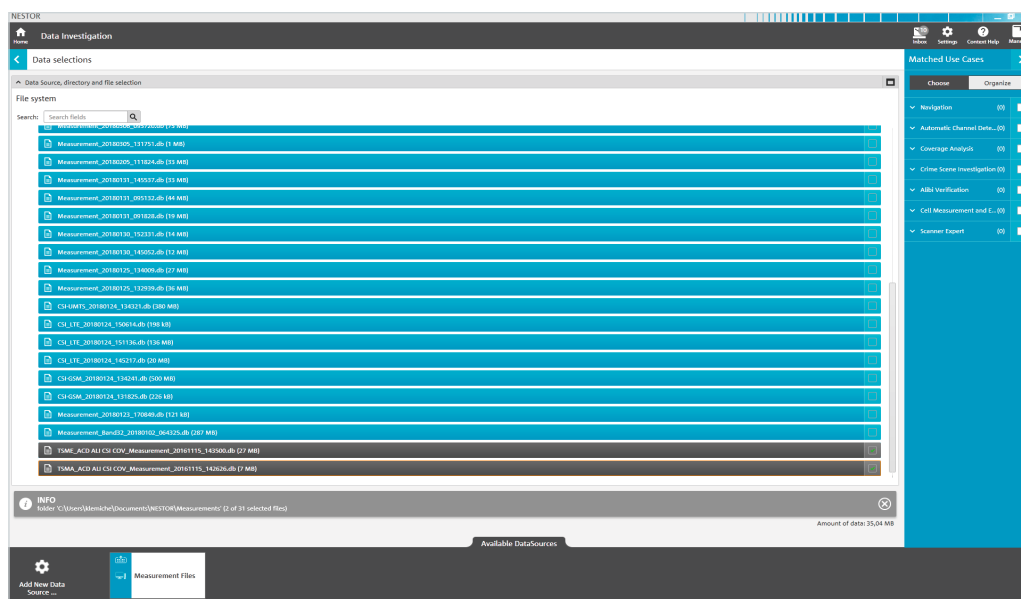 NESTOR
Home
Data Investigation
50
Inbox
Settings
Context Help
Data selections
Matched Use Cases
Data Source, directory and file selection
Choose
Organize
File system
Search:
Search fields
Navigation (0)
Automatic Channel Dete... (0)
Coverage Analysis (0)
Crime Scene Investigation (0)
Alibi Verification (0)
Cell Measurement and E... (0)
Scanner Expert (0)
Measurement_20180305_131751.db (1 MB)
Measurement_20180205_111824.db (33 MB)
Measurement_20180131_145537.db (33 MB)
Measurement_20180131_095132.db (44 MB)
Measurement_20180131_091828.db (19 MB)
Measurement_20180130_152331.db (14 MB)
Measurement_20180130_145052.db (12 MB)
Measurement_20180125_134009.db (27 MB)
Measurement_20180125_132939.db (36 MB)
CSI-UMTS_20180124_134321.db (380 MB)
CSI_LTE_20180124_150614.db (198 kB)
CSI_LTE_20180124_151136.db (136 MB)
CSI_LTE_20180124_145217.db (20 MB)
CSI-GSM_20180124_134241.db (500 MB)
CSI-GSM_20180124_131825.db (226 kB)
Measurement_20180123_170849.db (121 kB)
Measurement_Band32_20180102_064325.db (287 MB)
TSME_ACD ALI CSI COV_Measurement_20161115_143500.db (27 MB)
TSMA_ACD ALI CSI COV_Measurement_20161115_142626.db (7 MB)
INFO
folder 'C:\Users\klemiche\Documents\NESTOR\Measurements' (2 of 31 selected files)
Amount of data: 35,04 MB
Available DataSources
Add New Data
Source ...
Measurement Files